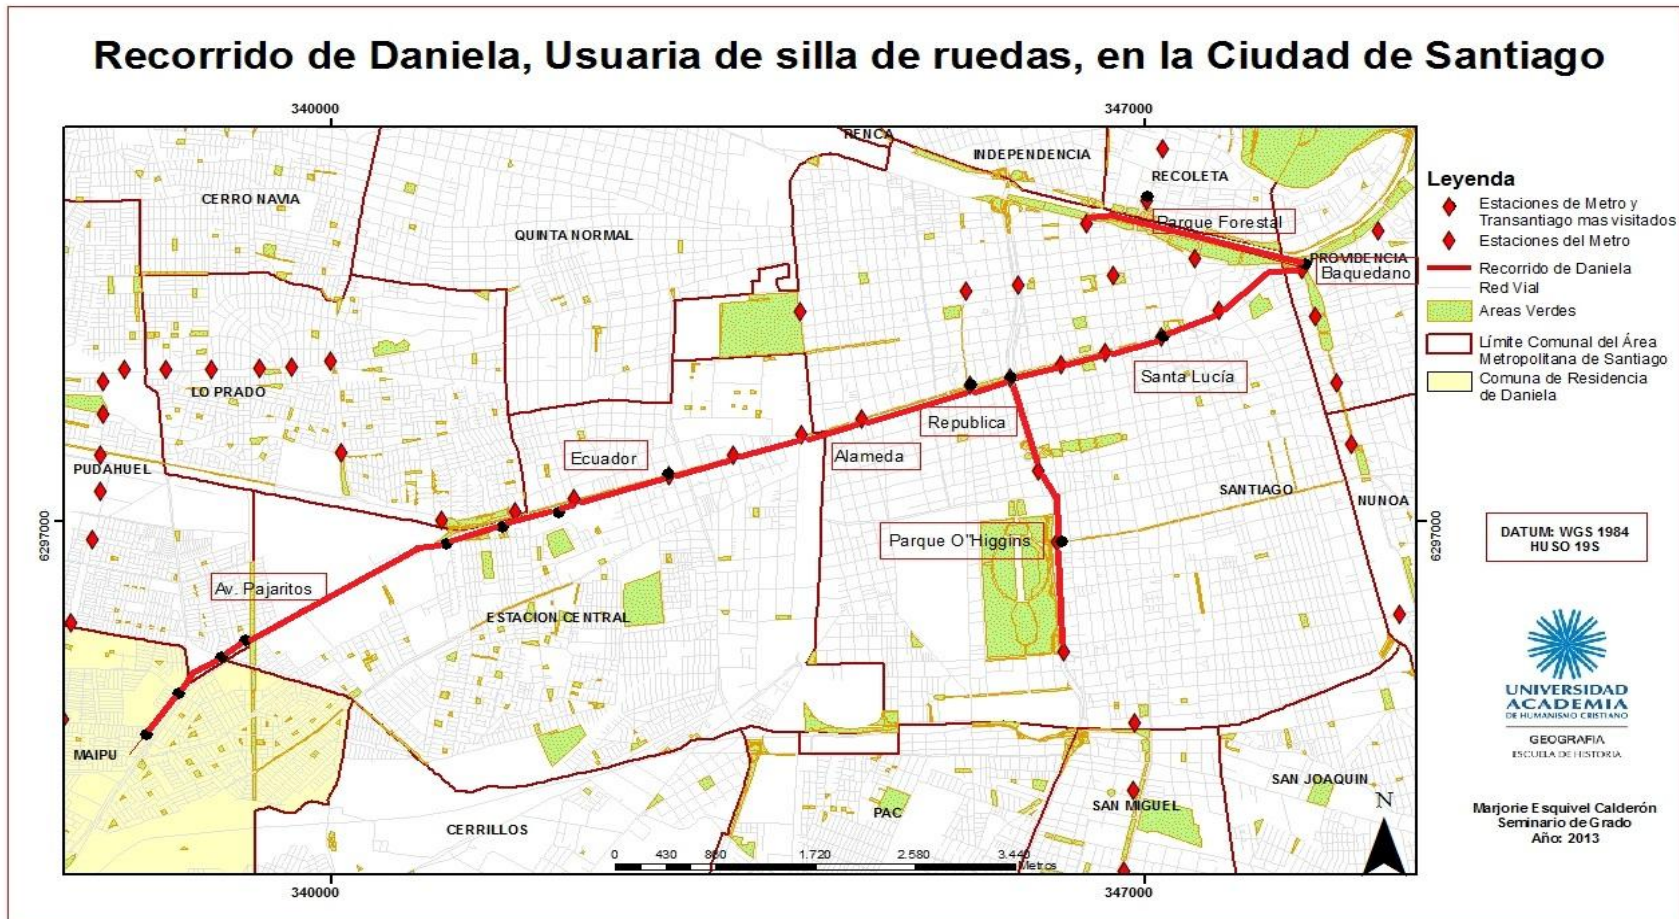 Recorrido de Daniela, Usuaria de silla de ruedas, en la Ciudad de Santiago
340000
347000
RENCA
INDEPENDENCIA
RECOLETA
CERRO NAVIA
QUINTA NORMAL
Parque Forestal
PROVIDENCIA
Baquedano
LO PRADO
Santa Lucía
Republica
Ecuador
Alameda
PUDAHUEL
SANTIAGO
NUNOA
6297000
6297000
Parque O"Higgins
Av. Pajaritos
ESTACION CENTRAL
MAIPU
CERRILLOS
PAC
SAN MIGUEL
SAN JOAQUIN
N
0 430 860 1.720 2.580 3.440
Metros
340000
347000
Leyenda
Estaciones de Metro y
Transantiago mas visitados
Estaciones del Metro
Recorrido de Daniela
Red Vial
Areas Verdes
Límite Comunal del Área
Metropolitana de Santiago
Comuna de Residencia
de Daniela
DATUM: WGS 1984
HUSO 19S
UNIVERSIDAD
ACADEMIA
DE HUMANISMO CRISTIANO
GEOGRAFIA
ESCUELA DE HISTORIA
Marjorie Esquivel Calderón
Seminario de Grado
Año: 2013